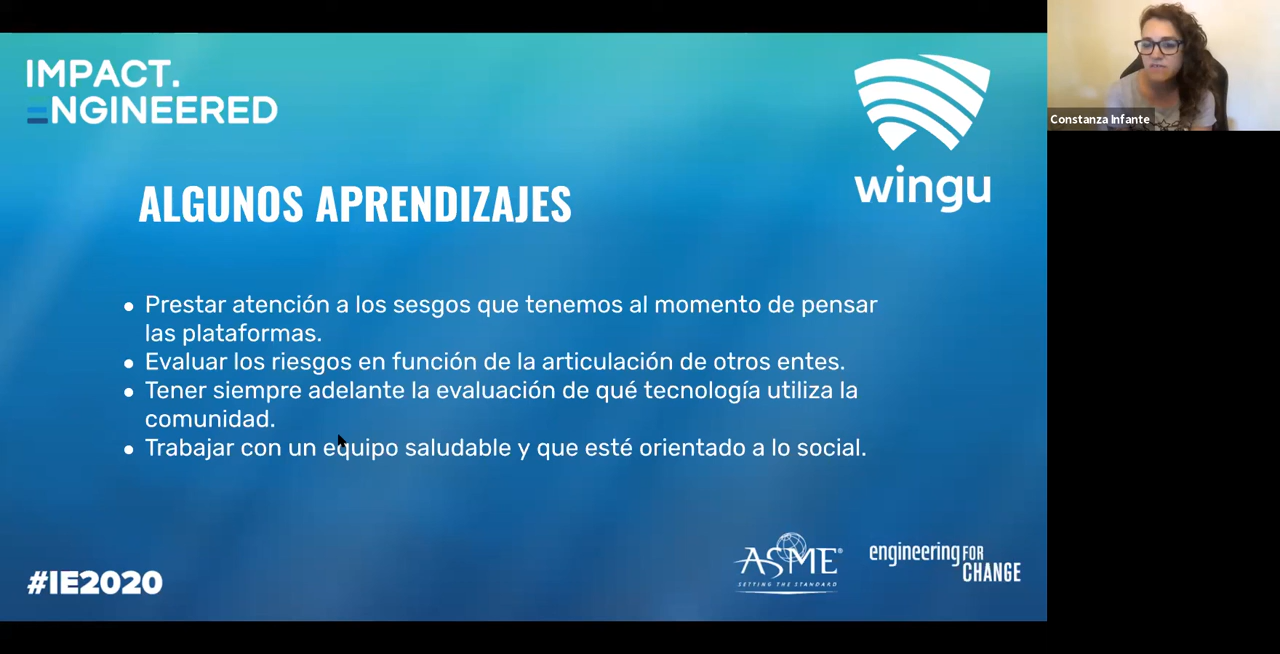 IMPACT.
ENGINEERED
wingu
Constanza Infante
ALGUNOS APRENDIZAJES
• Prestar atención a los sesgos que tenemos al momento de pensar
las plataformas.
• Evaluar los riesgos en función de la articulación de otros entes.
• Tener siempre adelante la evaluación de qué tecnología utiliza la
comunidad.
• Trabajar con un equipo saludable y que esté orientado a lo social.
#IE2020
ASME®
SETTING THE STANDARD
engineering FOR
CHANGE